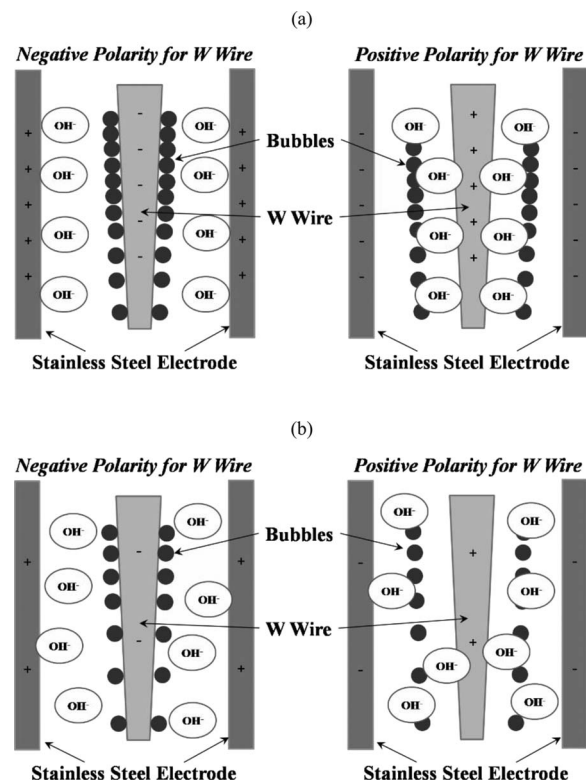 (a)
Negative Polarity for W Wire
Positive Polarity for W Wire
+ - + - + -
OH⁻ OH⁻ OH⁻ OH⁻
OH⁻ OH⁻ OH⁻ OH⁻
OH⁻ OH⁻ OH⁻ OH⁻
OH⁻ OH⁻ OH⁻ OH⁻
Bubbles
W Wire
Stainless Steel Electrode
Stainless Steel Electrode
(b)
Negative Polarity for W Wire
Positive Polarity for W Wire
+ - + - + -
OH⁻ OH⁻ OH⁻ OH⁻
OH⁻ OH⁻ OH⁻ OH⁻
OH⁻ OH⁻ OH⁻ OH⁻
OH⁻ OH⁻ OH⁻ OH⁻
Bubbles
W Wire
Stainless Steel Electrode
Stainless Steel Electrode